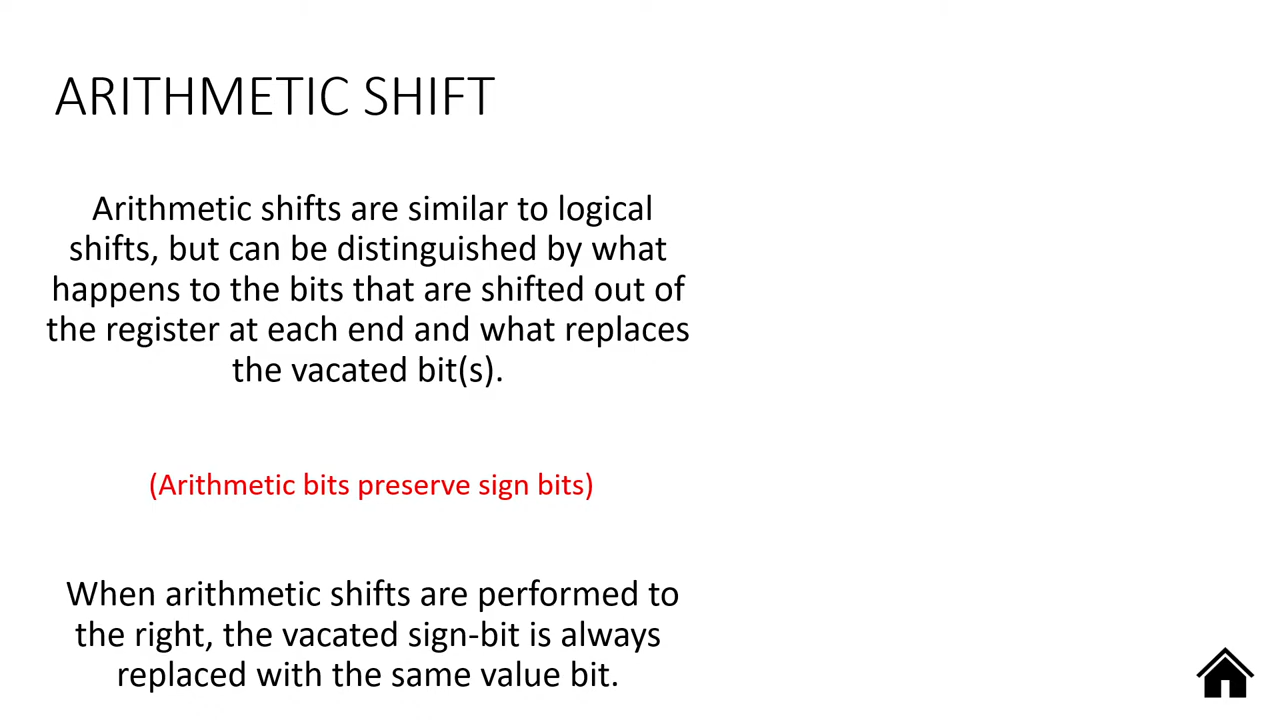 ARITHMETIC SHIFT
Arithmetic shifts are similar to logical
shifts, but can be distinguished by what
happens to the bits that are shifted out of
the register at each end and what replaces
the vacated bit(s).
(Arithmetic bits preserve sign bits)
When arithmetic shifts are performed to
the right, the vacated sign-bit is always
replaced with the same value bit.